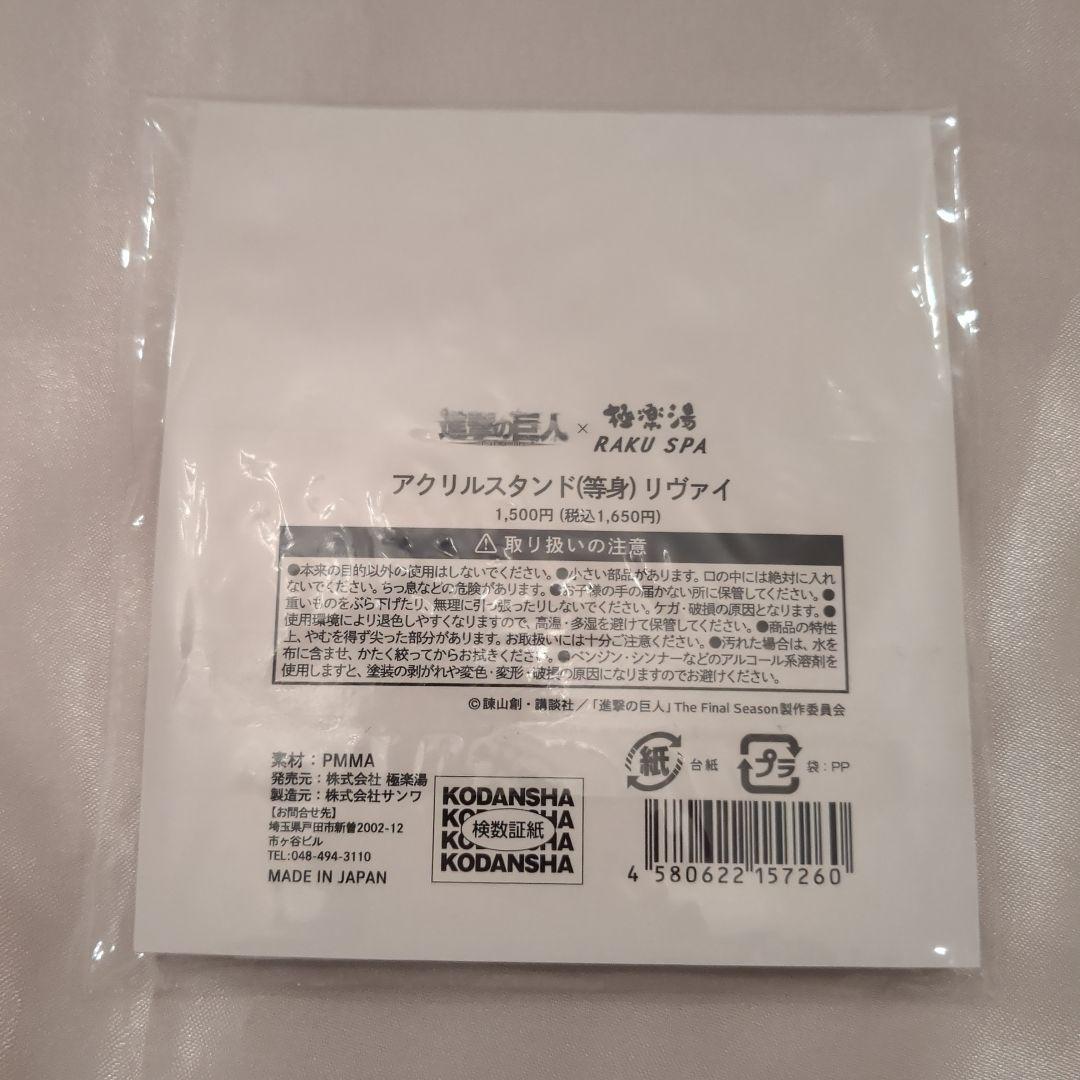 進撃の巨人 × 極楽湯 RAKU SPA
アクリルスタンド(等身) リヴァイ
1,500円 (税込1,650円)
⚠ 取り扱いの注意
●本来の目的以外の使用はしないでください。●小さい部品があります。口の中には絶対に入れ
ないでください。ちっ息などの危険があります。●お子様の手の届かない所に保管してください。●
重いものをぶら下げたり、無理に引っ張ったりしないでください。ケガ・破損の原因となります。●
使用環境により退色しやすくなりますので、高温・多湿を避けて保管してください。●商品の特性
上、やむを得ず尖った部分があります。お取扱いには十分ご注意ください。●汚れた場合は、水を
布に含ませ、かたく絞ってからお拭きください。●ベンジン・シンナーなどのアルコール系溶剤を
使用しますと、塗装の剥がれや変色・変形・破損の原因になりますのでお避けください。
©諫山創・講談社／「進撃の巨人」The Final Season製作委員会
素材：PMMA
発売元：株式会社 極楽湯
製造元：株式会社サンワ
【お問合せ先】
埼玉県戸田市新曽2002-12
市ヶ谷ビル
TEL:048-494-3110
MADE IN JAPAN
KODANSHA
検数証紙
KODANSHA
紙 台紙
プラ 袋：PP
4 580622 157260